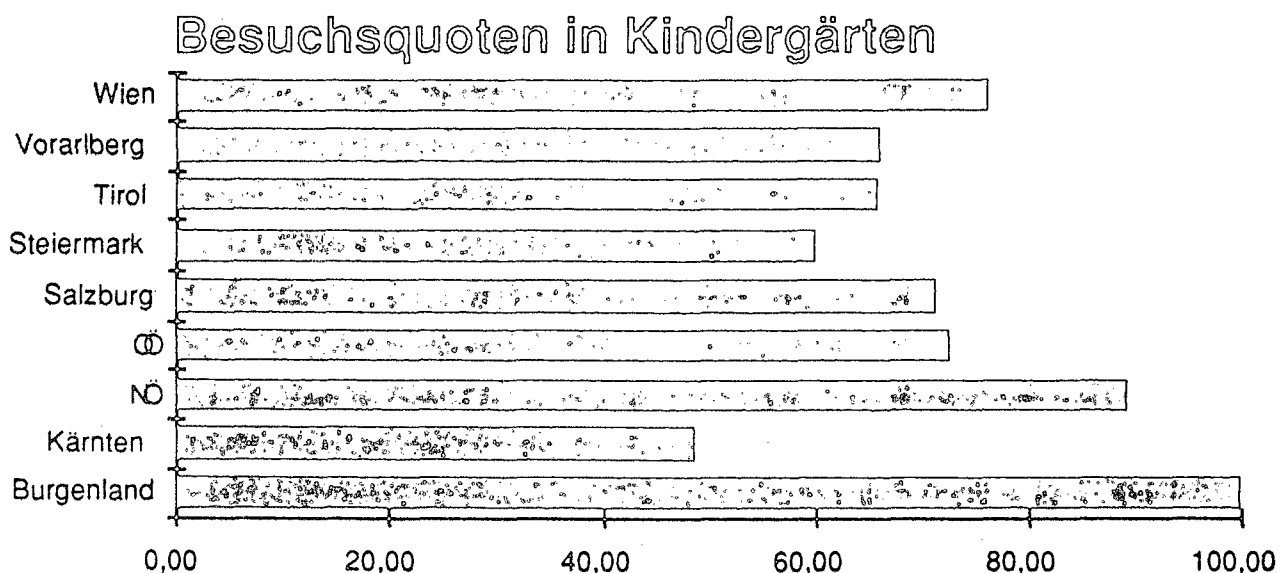 Besuchsquoten in Kindergärten
Wien
Vorarlberg
Tirol
Steiermark
Salzburg
OÖ
NÖ
Kärnten
Burgenland
0,00 20,00 40,00 60,00 80,00 100,00